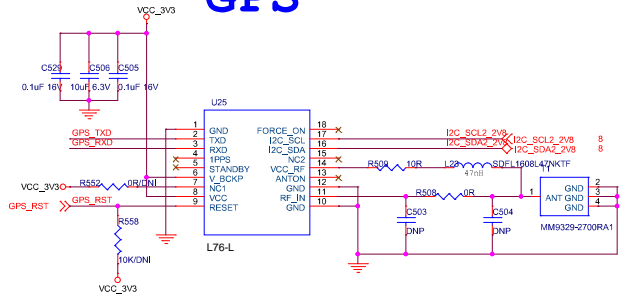 GPS
VCC_3V3
C529
C506
C505
0.1uF 16V
10uF 6.3V
0.1uF 16V
U25
1 GND FORCE_ON 18
GPS_TXD 2 TXD I2C_SCL 17 I2C_SCL2_2V8 I2C_SCL2_2V8 8
GPS_RXD 3 RXD I2C_SDA 16 I2C_SDA2_2V8 I2C_SDA2_2V8 8
4 1PPS NC2 15
5 STANDBY VCC_RF 14 R509 10R L23 SDFL1608L47NKTF
47nH
6 V_BCKP ANTON 13
VCC_3V3 R552 0R/DNI 7 NC1 GND 12
8 VCC RF_IN 11 R508 0R
GPS_RST GPS_RST 9 RESET GND 10
1 ANT GND 2
GND 3
GND 4
MM9329-2700RA1
R558
10K/DNI
VCC_3V3
L76-L
C503
DNP
C504
DNP